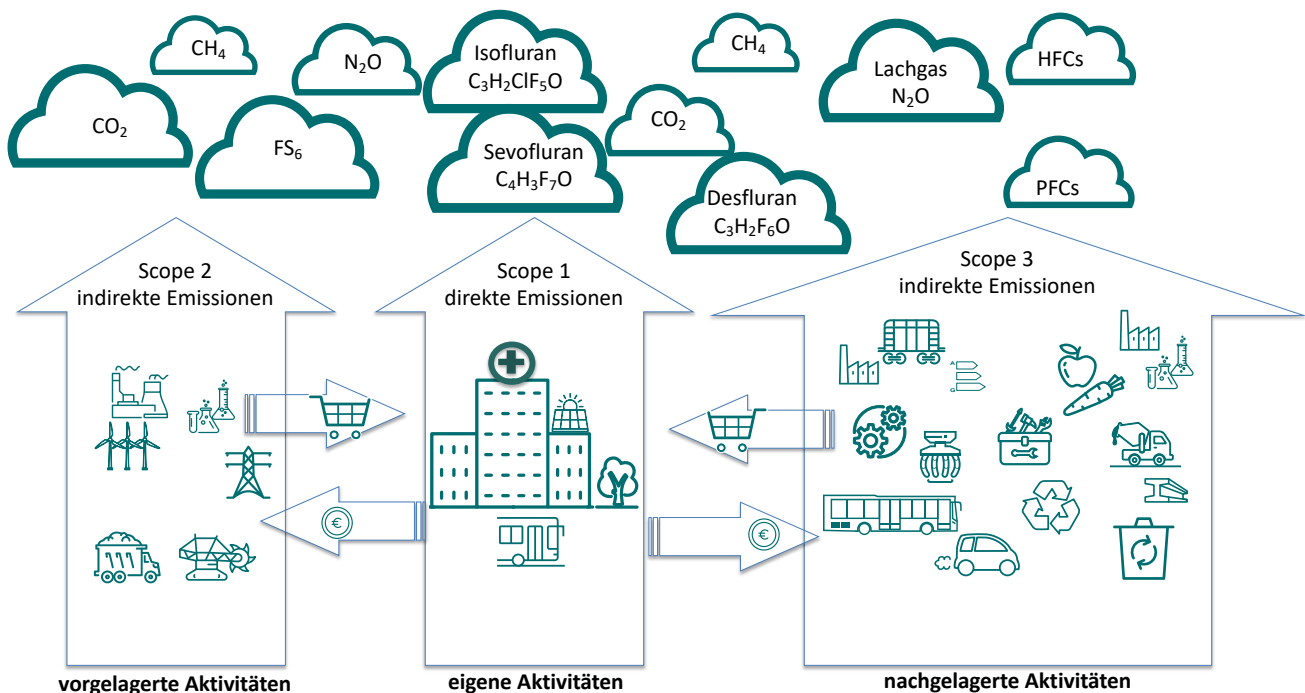 CH₄
N₂O
Isofluran
C₃H₂ClF₅O
CH₄
Lachgas
N₂O
HFCs
CO₂
FS₆
Sevofluran
C₄H₃F₇O
CO₂
Desfluran
C₃H₂F₆O
PFCs
Scope 2
indirekte Emissionen
Scope 1
direkte Emissionen
Scope 3
indirekte Emissionen
A
G
€
€
vorgelagerte Aktivitäten
eigene Aktivitäten
nachgelagerte Aktivitäten